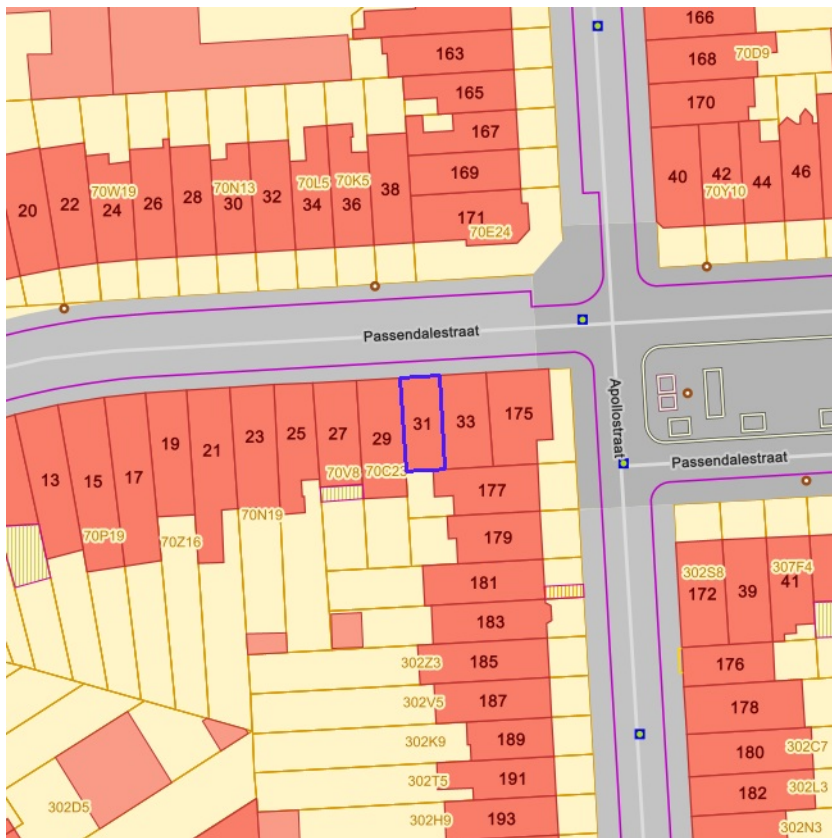 163
166
168
70D9
165
170
167
40
42
44
46
70Y10
169
171
70E24
20
22
70W19
24
26
28
70N13
30
32
70L5
34
70K5
36
38
Passendalestraat
Apollostraat
Passendalestraat
13
15
17
19
21
23
25
27
29
31
33
175
70V8
70C23
70P19
70Z16
70N19
177
179
181
183
302Z3
185
302V5
187
302K9
189
302T5
191
302H9
193
302D5
302S8
172
39
307F4
41
176
178
180
302C7
182
302L3
302N3